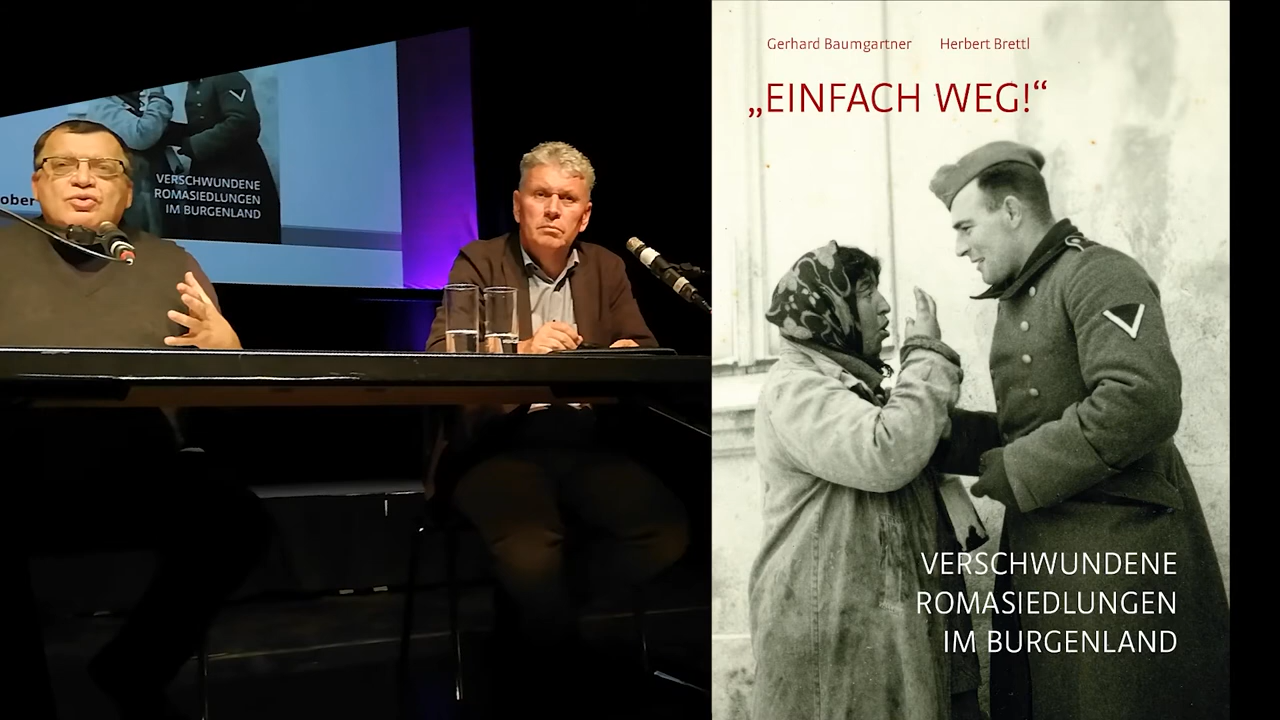 ober
VERSCHWUNDENE
ROMASIEDLUNGEN
IM BURGENLAND
Gerhard Baumgartner Herbert Brettl
„EINFACH WEG!“
VERSCHWUNDENE
ROMASIEDLUNGEN
IM BURGENLAND